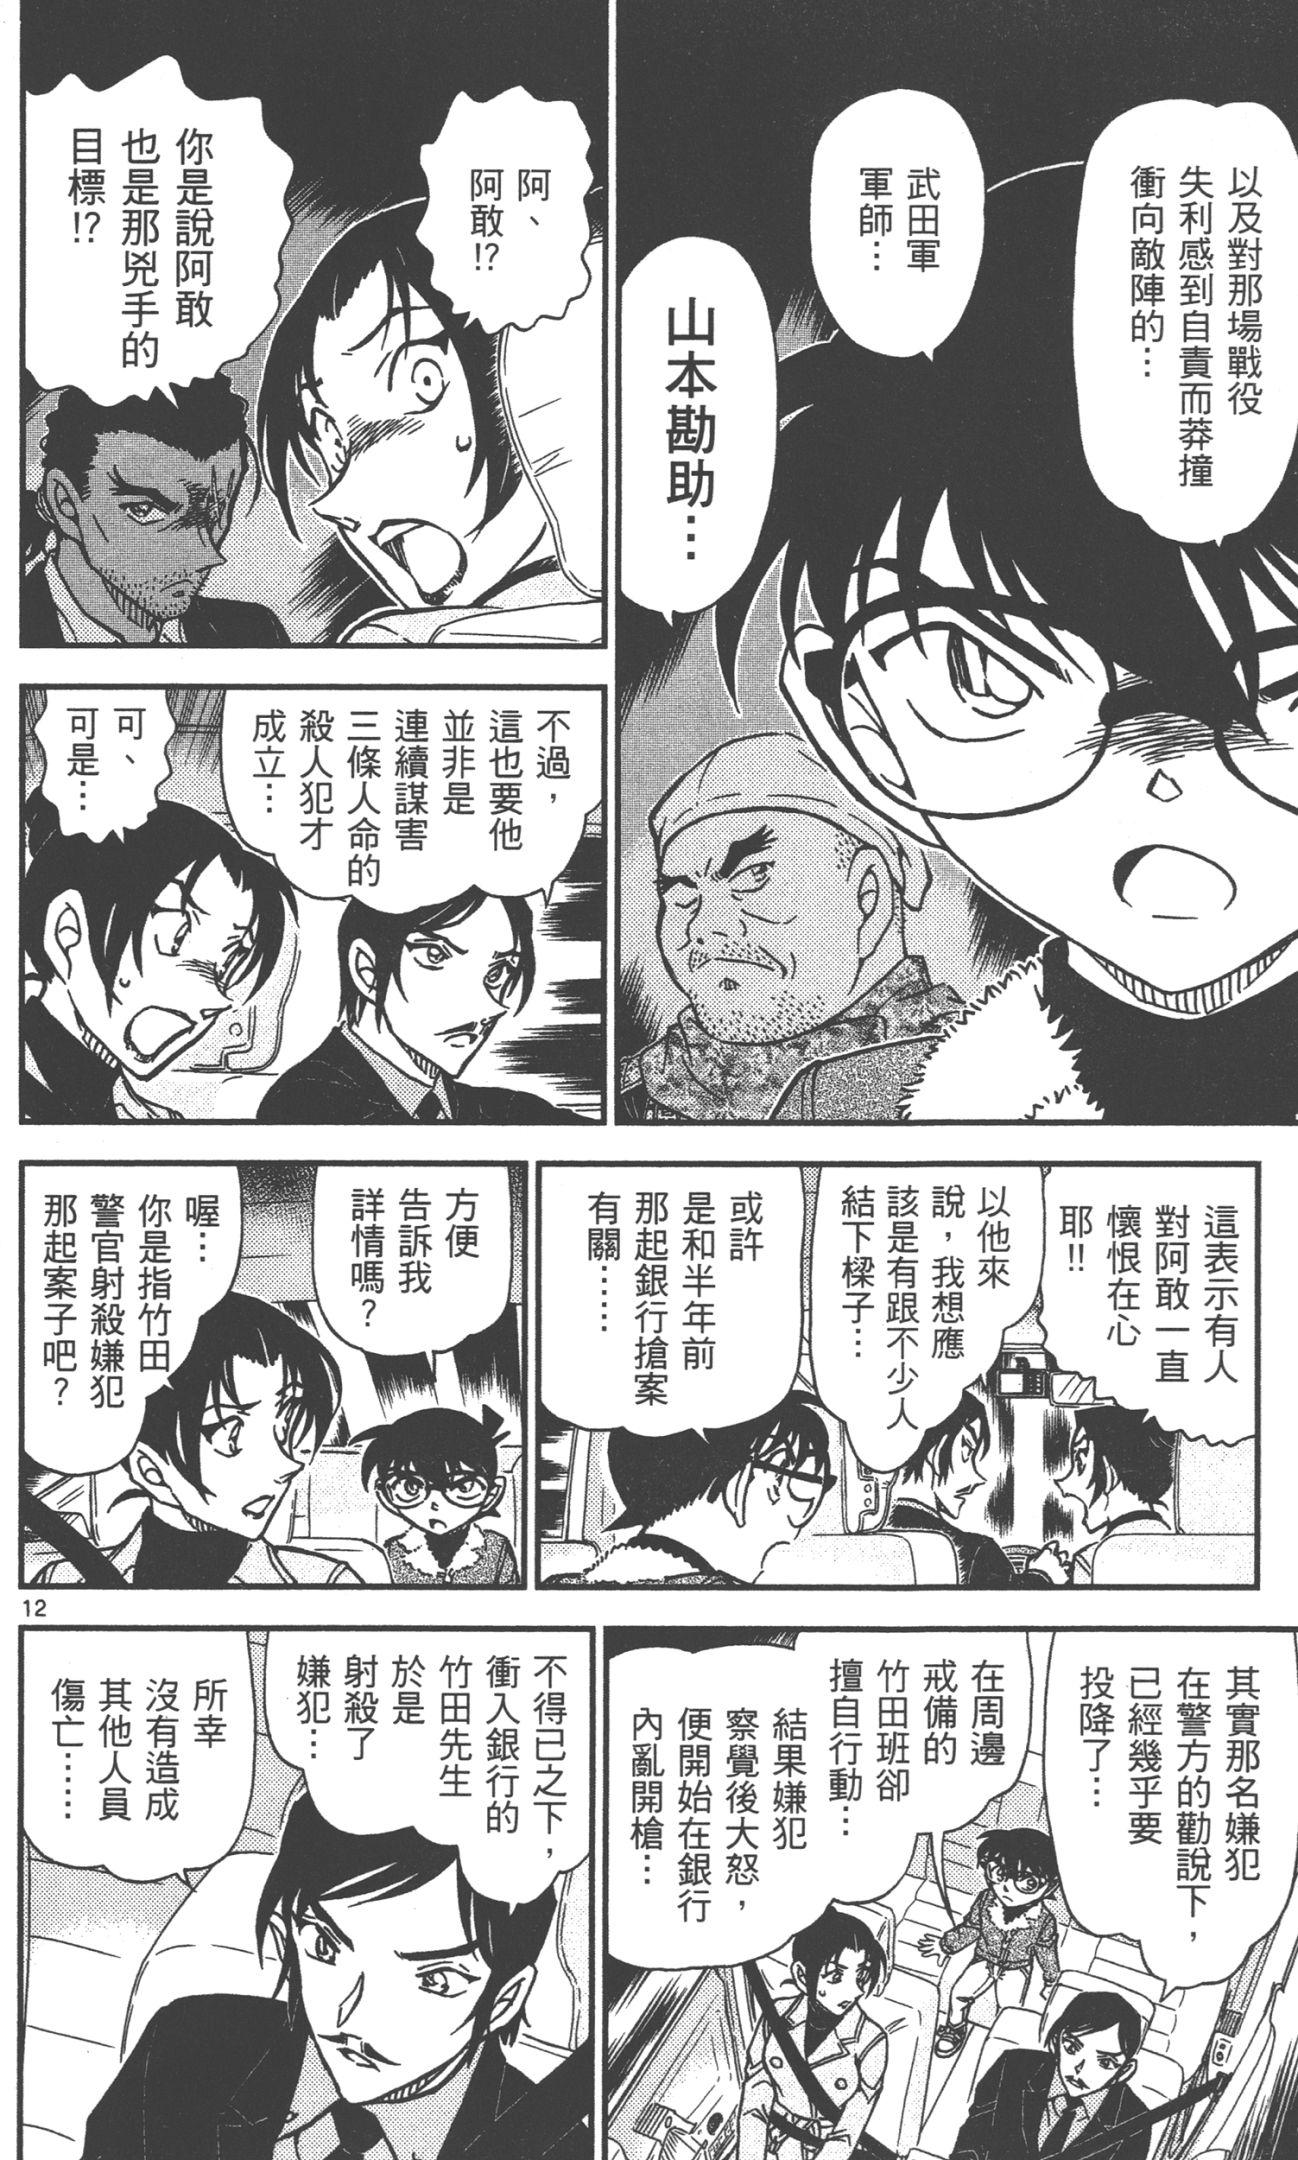 以及對那場戰役
失利感到自責而莽撞
衝向敵陣的…
武田軍
軍師…
山本勘助…
阿、
阿敢!?
你是說阿敢
也是那兇手的
目標!?
不過，
這也要他
並非是
連續謀害
三條人命的
殺人犯才
成立…
可、
可是…
這表示有人
對阿敢一直
懷恨在心
耶!!
以他來
說，我想應
該是有跟不少人
結下樑子…
或許
是和半年前
那起銀行搶案
有關……
方便
告訴我
詳情嗎？
喔…
你是指竹田
警官射殺嫌犯
那起案子吧？
其實那名嫌犯
在警方的勸說下，
已經幾乎要
投降了…
在周邊
戒備的
竹田班卻
擅自行動…
結果嫌犯
察覺後大怒，
便開始在銀行
內亂開槍…
不得已之下，
衝入銀行的
竹田先生
於是
射殺了
嫌犯…
所幸
沒有造成
其他人員
傷亡……
12